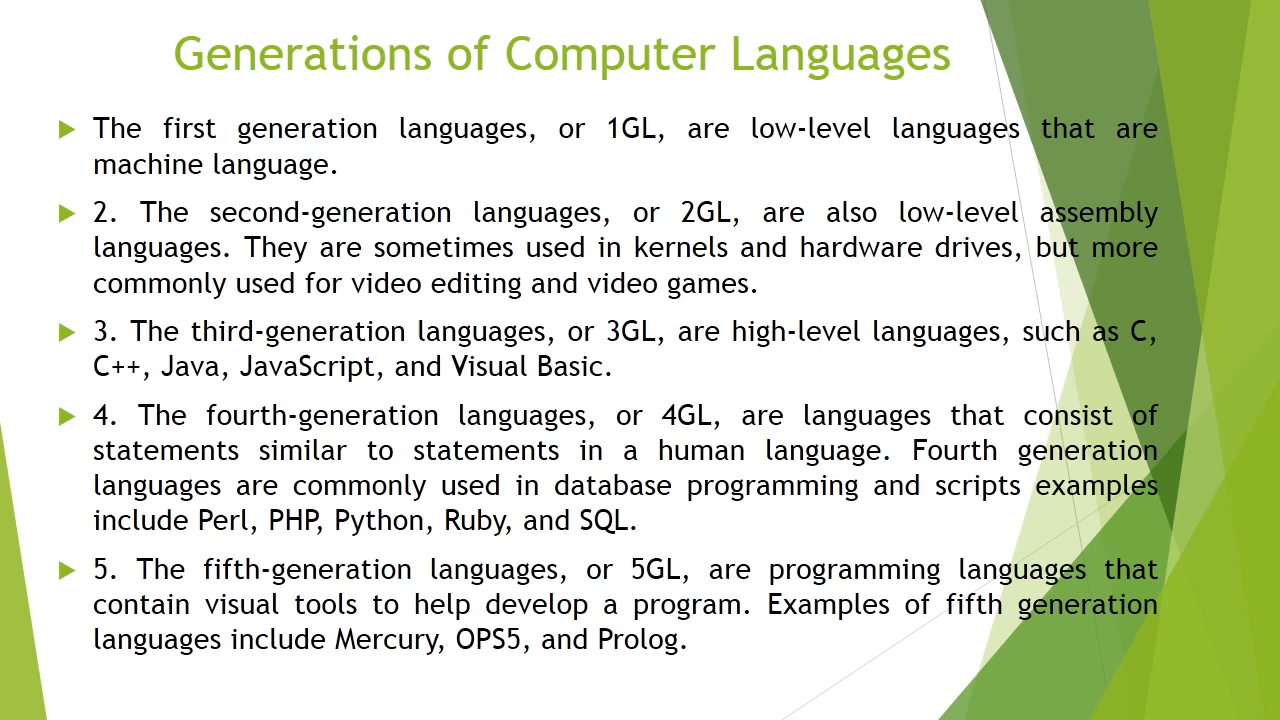 Generations of Computer Languages
The first generation languages, or 1GL, are low-level languages that are
machine language.
2. The second-generation languages, or 2GL, are also low-level assembly
languages. They are sometimes used in kernels and hardware drives, but more
commonly used for video editing and video games.
3. The third-generation languages, or 3GL, are high-level languages, such as C,
C++, Java, JavaScript, and Visual Basic.
4. The fourth-generation languages, or 4GL, are languages that consist of
statements similar to statements in a human language. Fourth generation
languages are commonly used in database programming and scripts examples
include Perl, PHP, Python, Ruby, and SQL.
5. The fifth-generation languages, or 5GL, are programming languages that
contain visual tools to help develop a program. Examples of fifth generation
languages include Mercury, OPS5, and Prolog.